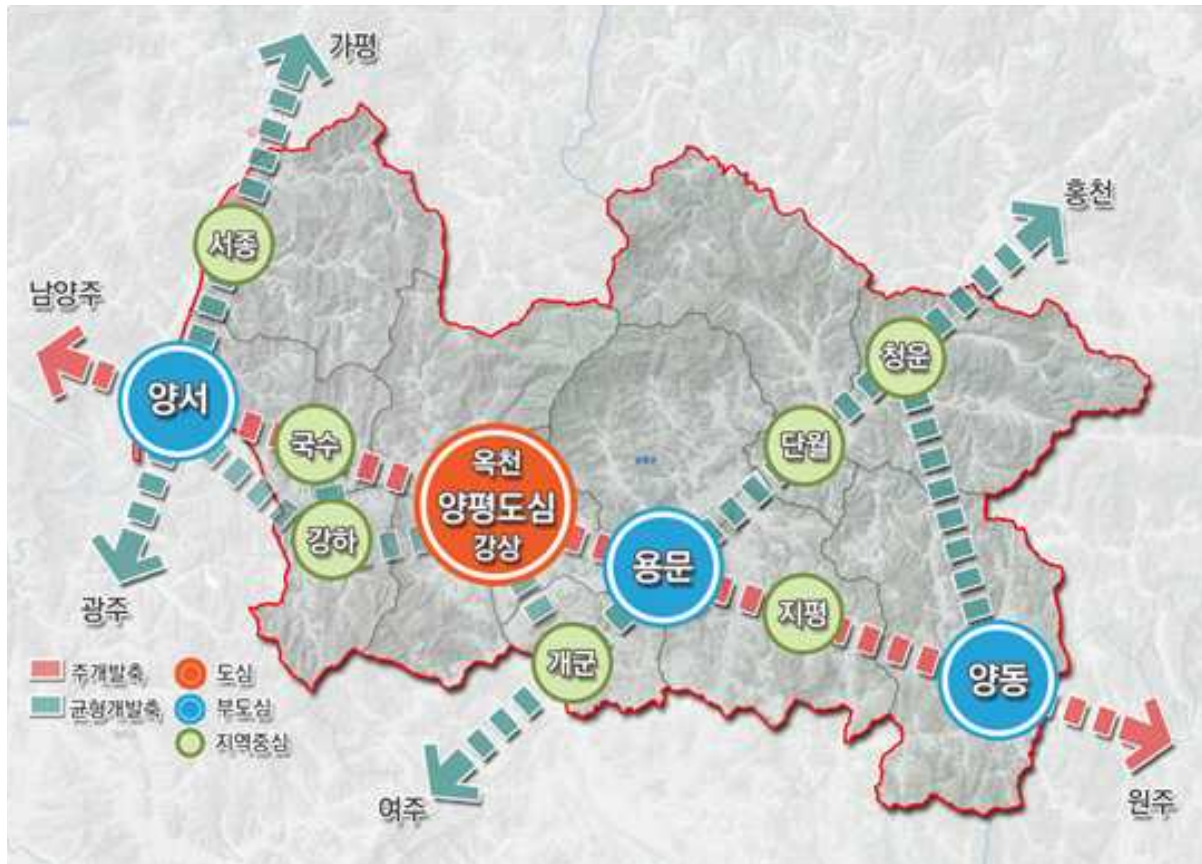 가평
홍천
서종
남양주
청운
양서
국수
단월
옥천
양평도심
강상
강하
용문
지평
광주
개군
양동
주개발축
도심
균형개발축
부도심
지역중심
여주
원주